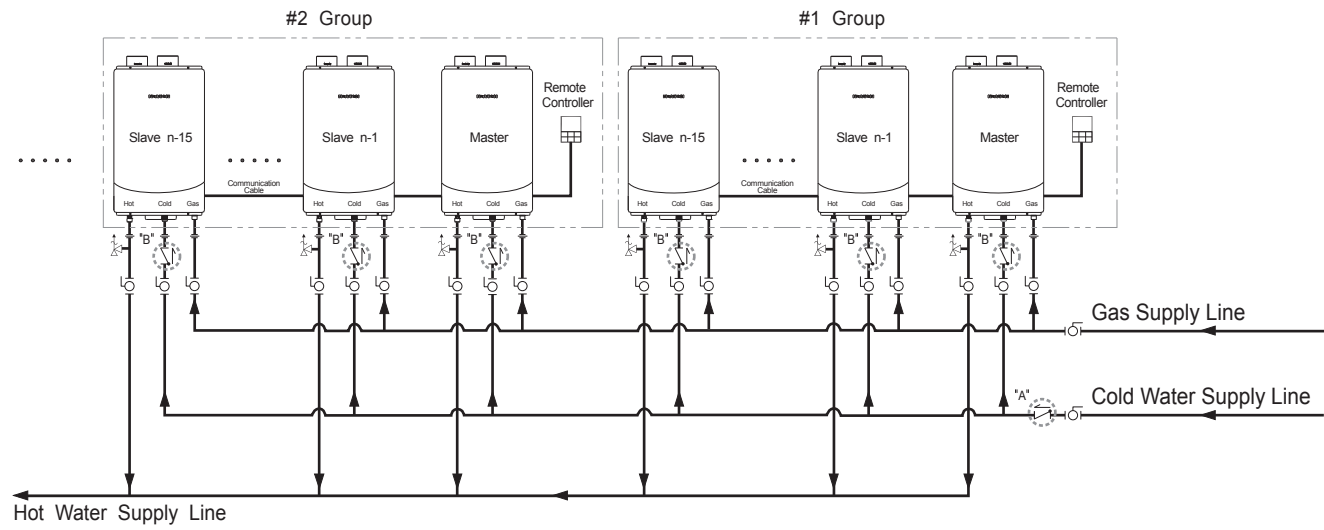 #2 Group
#1 Group
Remote
Controller
Remote
Controller
Slave n-15
Slave n-1
Master
Slave n-15
Slave n-1
Master
Communication
Cable
Communication
Cable
Hot Cold Gas
Hot Cold Gas
Hot Cold Gas
Hot Cold Gas
Hot Cold Gas
Hot Cold Gas
"B"
"B"
"B"
"B"
"B"
"B"
Gas Supply Line
"A"
Cold Water Supply Line
Hot Water Supply Line